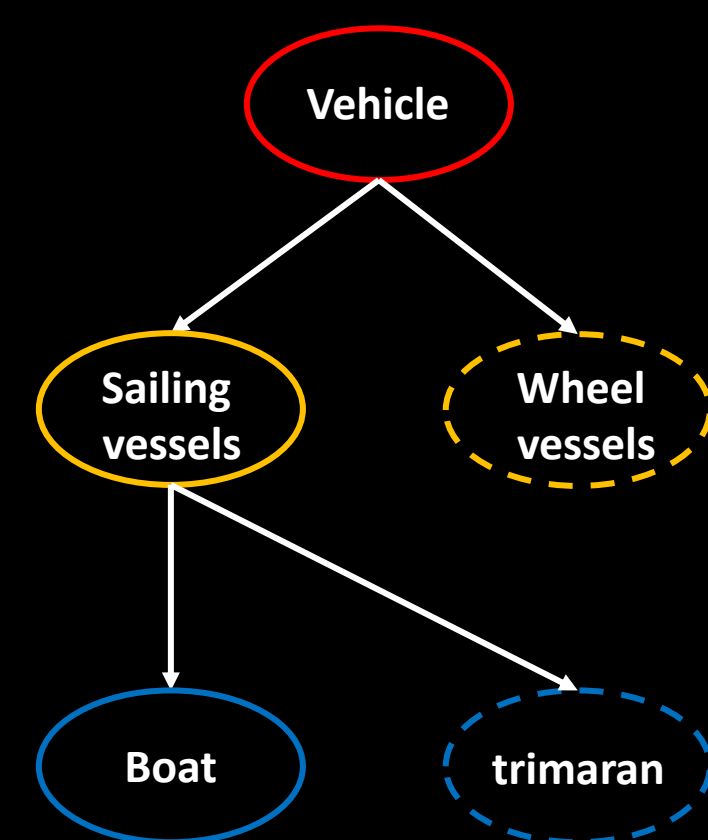 Vehicle
Sailing
vessels
Wheel
vessels
Boat
trimaran